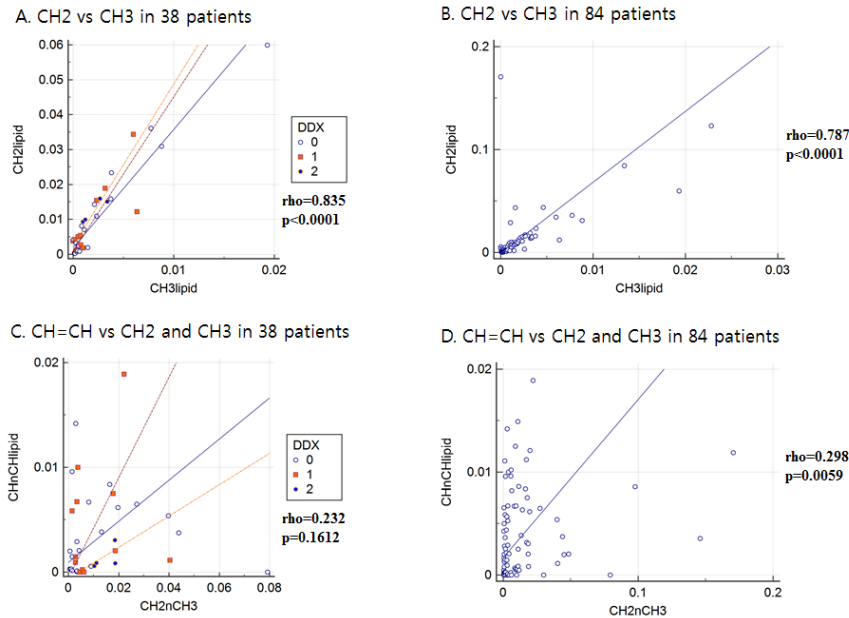 A. CH2 vs CH3 in 38 patients
0.06
0.05
0.04
0.03
0.02
0.01
0
CH2lipid
0
0.01
0.02
CH3lipid
DDX
0
1
2
rho=0.835
p<0.0001
B. CH2 vs CH3 in 84 patients
0.2
0.1
0
CH2lipid
0
0.01
0.02
0.03
CH3lipid
rho=0.787
p<0.0001
C. CH=CH vs CH2 and CH3 in 38 patients
0.02
0.01
0
CHnCHlipid
0
0.02
0.04
0.06
0.08
CH2nCH3
DDX
0
1
2
rho=0.232
p=0.1612
D. CH=CH vs CH2 and CH3 in 84 patients
0.02
0.01
0
CHnCHlipid
0
0.1
0.2
CH2nCH3
rho=0.298
p=0.0059